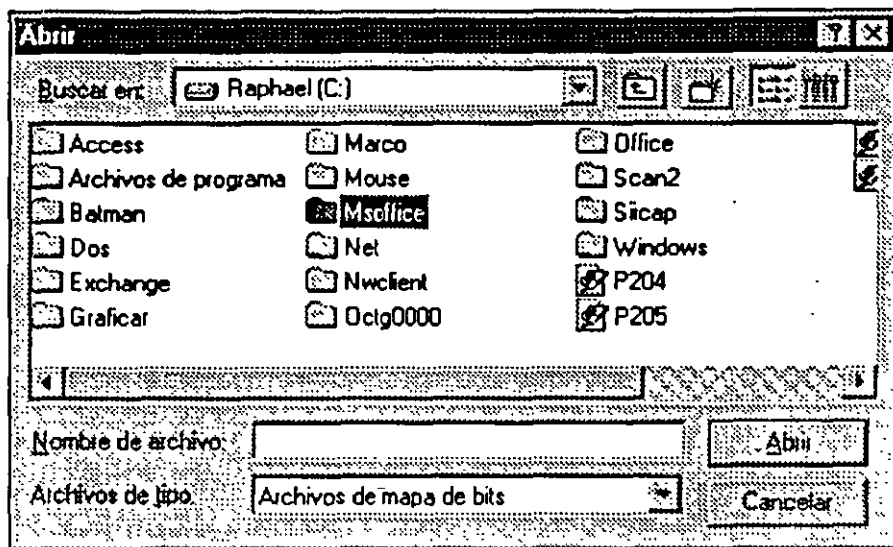 Abrir
Buscar en: Raphael (C:)
Access Marco Office
Archivos de programa Mouse Scan2
Batman Msoffice Siicap
Dos Net Windows
Exchange Nwclient P204
Graficar Octg0000 P205
Nombre de archivo: Abrir
Archivos de tipo: Archivos de mapa de bits Cancelar